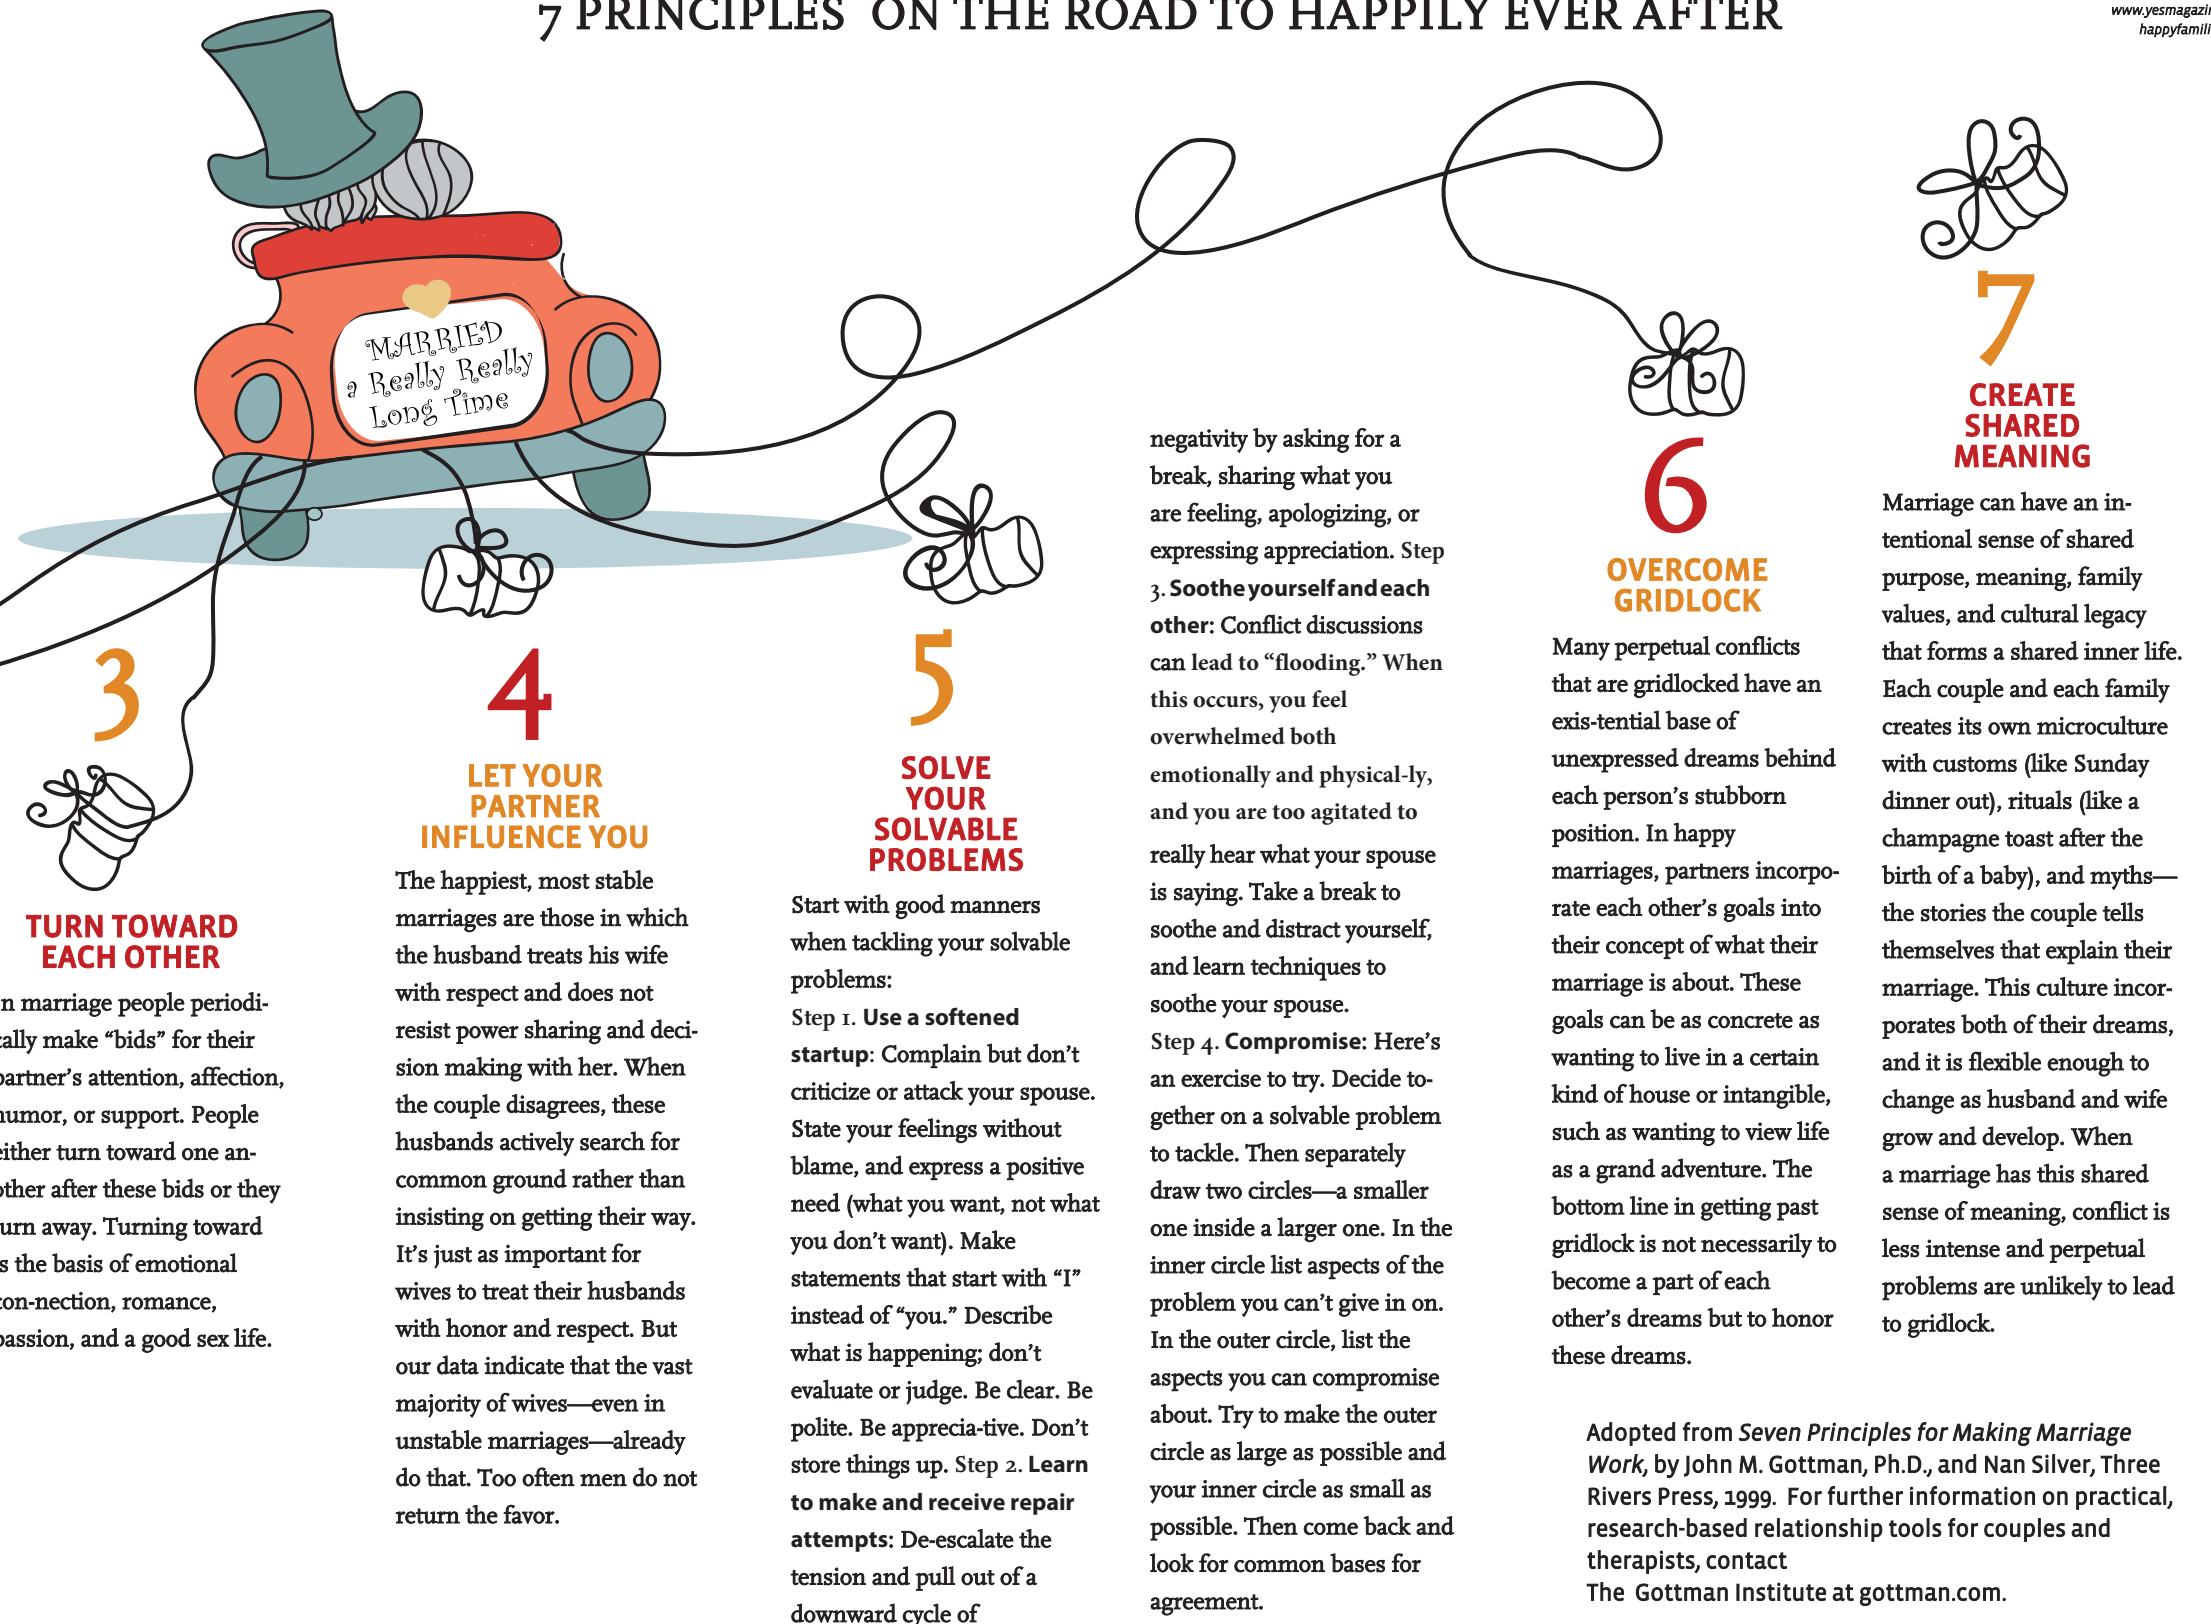 7 PRINCIPLES ON THE ROAD TO HAPPILY EVER AFTER
www.yesmagazi
happyfamili
MARRIED
a Really Really
Long Time
3
TURN TOWARD
EACH OTHER
n marriage people periodi-
cally make “bids” for their
partner’s attention, affection,
humor, or support. People
either turn toward one an-
other after these bids or they
turn away. Turning toward
s the basis of emotional
con-nection, romance,
passion, and a good sex life.
4
LET YOUR
PARTNER
INFLUENCE YOU
The happiest, most stable
marriages are those in which
the husband treats his wife
with respect and does not
resist power sharing and deci-
sion making with her. When
the couple disagrees, these
husbands actively search for
common ground rather than
insisting on getting their way.
It’s just as important for
wives to treat their husbands
with honor and respect. But
our data indicate that the vast
majority of wives—even in
unstable marriages—already
do that. Too often men do not
return the favor.
5
SOLVE
YOUR
SOLVABLE
PROBLEMS
Start with good manners
when tackling your solvable
problems:
Step 1. Use a softened
startup: Complain but don’t
criticize or attack your spouse.
State your feelings without
blame, and express a positive
need (what you want, not what
you don’t want). Make
statements that start with “I”
instead of “you.” Describe
what is happening; don’t
evaluate or judge. Be clear. Be
polite. Be apprecia-tive. Don’t
store things up. Step 2. Learn
to make and receive repair
attempts: De-escalate the
tension and pull out of a
downward cycle of
negativity by asking for a
break, sharing what you
are feeling, apologizing, or
expressing appreciation. Step
3. Soothe yourself and each
other: Conflict discussions
can lead to “flooding.” When
this occurs, you feel
overwhelmed both
emotionally and physical-ly,
and you are too agitated to
really hear what your spouse
is saying. Take a break to
soothe and distract yourself,
and learn techniques to
soothe your spouse.
Step 4. Compromise: Here’s
an exercise to try. Decide to-
gether on a solvable problem
to tackle. Then separately
draw two circles—a smaller
one inside a larger one. In the
inner circle list aspects of the
problem you can’t give in on.
In the outer circle, list the
aspects you can compromise
about. Try to make the outer
circle as large as possible and
your inner circle as small as
possible. Then come back and
look for common bases for
agreement.
6
OVERCOME
GRIDLOCK
Many perpetual conflicts
that are gridlocked have an
exis-tential base of
unexpressed dreams behind
each person’s stubborn
position. In happy
marriages, partners incorpo-
rate each other’s goals into
their concept of what their
marriage is about. These
goals can be as concrete as
wanting to live in a certain
kind of house or intangible,
such as wanting to view life
as a grand adventure. The
bottom line in getting past
gridlock is not necessarily to
become a part of each
other’s dreams but to honor
these dreams.
7
CREATE
SHARED
MEANING
Marriage can have an in-
tentional sense of shared
purpose, meaning, family
values, and cultural legacy
that forms a shared inner life.
Each couple and each family
creates its own microculture
with customs (like Sunday
dinner out), rituals (like a
champagne toast after the
birth of a baby), and myths—
the stories the couple tells
themselves that explain their
marriage. This culture incor-
porates both of their dreams,
and it is flexible enough to
change as husband and wife
grow and develop. When
a marriage has this shared
sense of meaning, conflict is
less intense and perpetual
problems are unlikely to lead
to gridlock.
Adopted from Seven Principles for Making Marriage
Work, by John M. Gottman, Ph.D., and Nan Silver, Three
Rivers Press, 1999. For further information on practical,
research-based relationship tools for couples and
therapists, contact
The Gottman Institute at gottman.com.